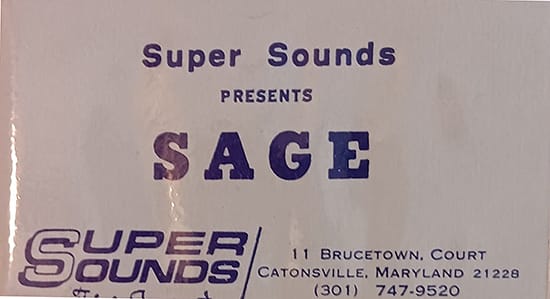 Super Sounds
PRESENTS
SAGE
SUPER SOUNDS
11 BRUCETOWN, COURT
CATONSVILLE, MARYLAND 21228
(301) 747-9520